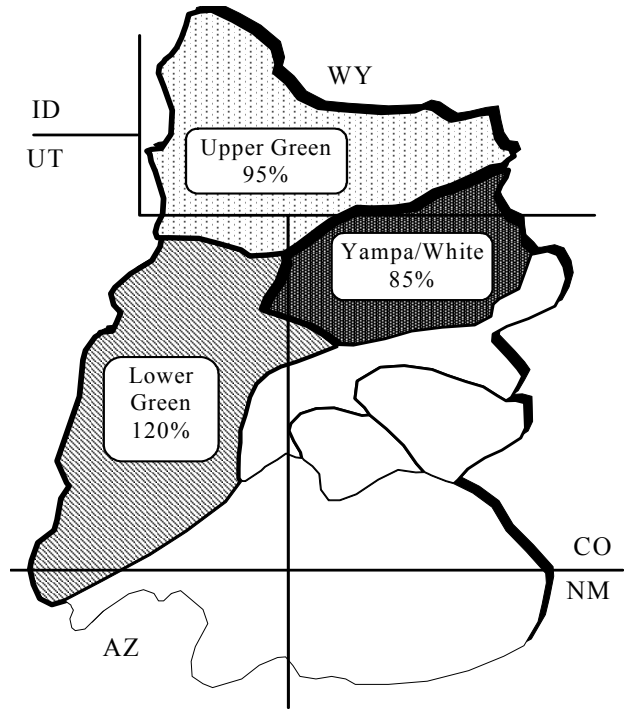 WY
ID
UT
Upper Green
95%
Yampa/White
85%
Lower
Green
120%
CO
NM
AZ